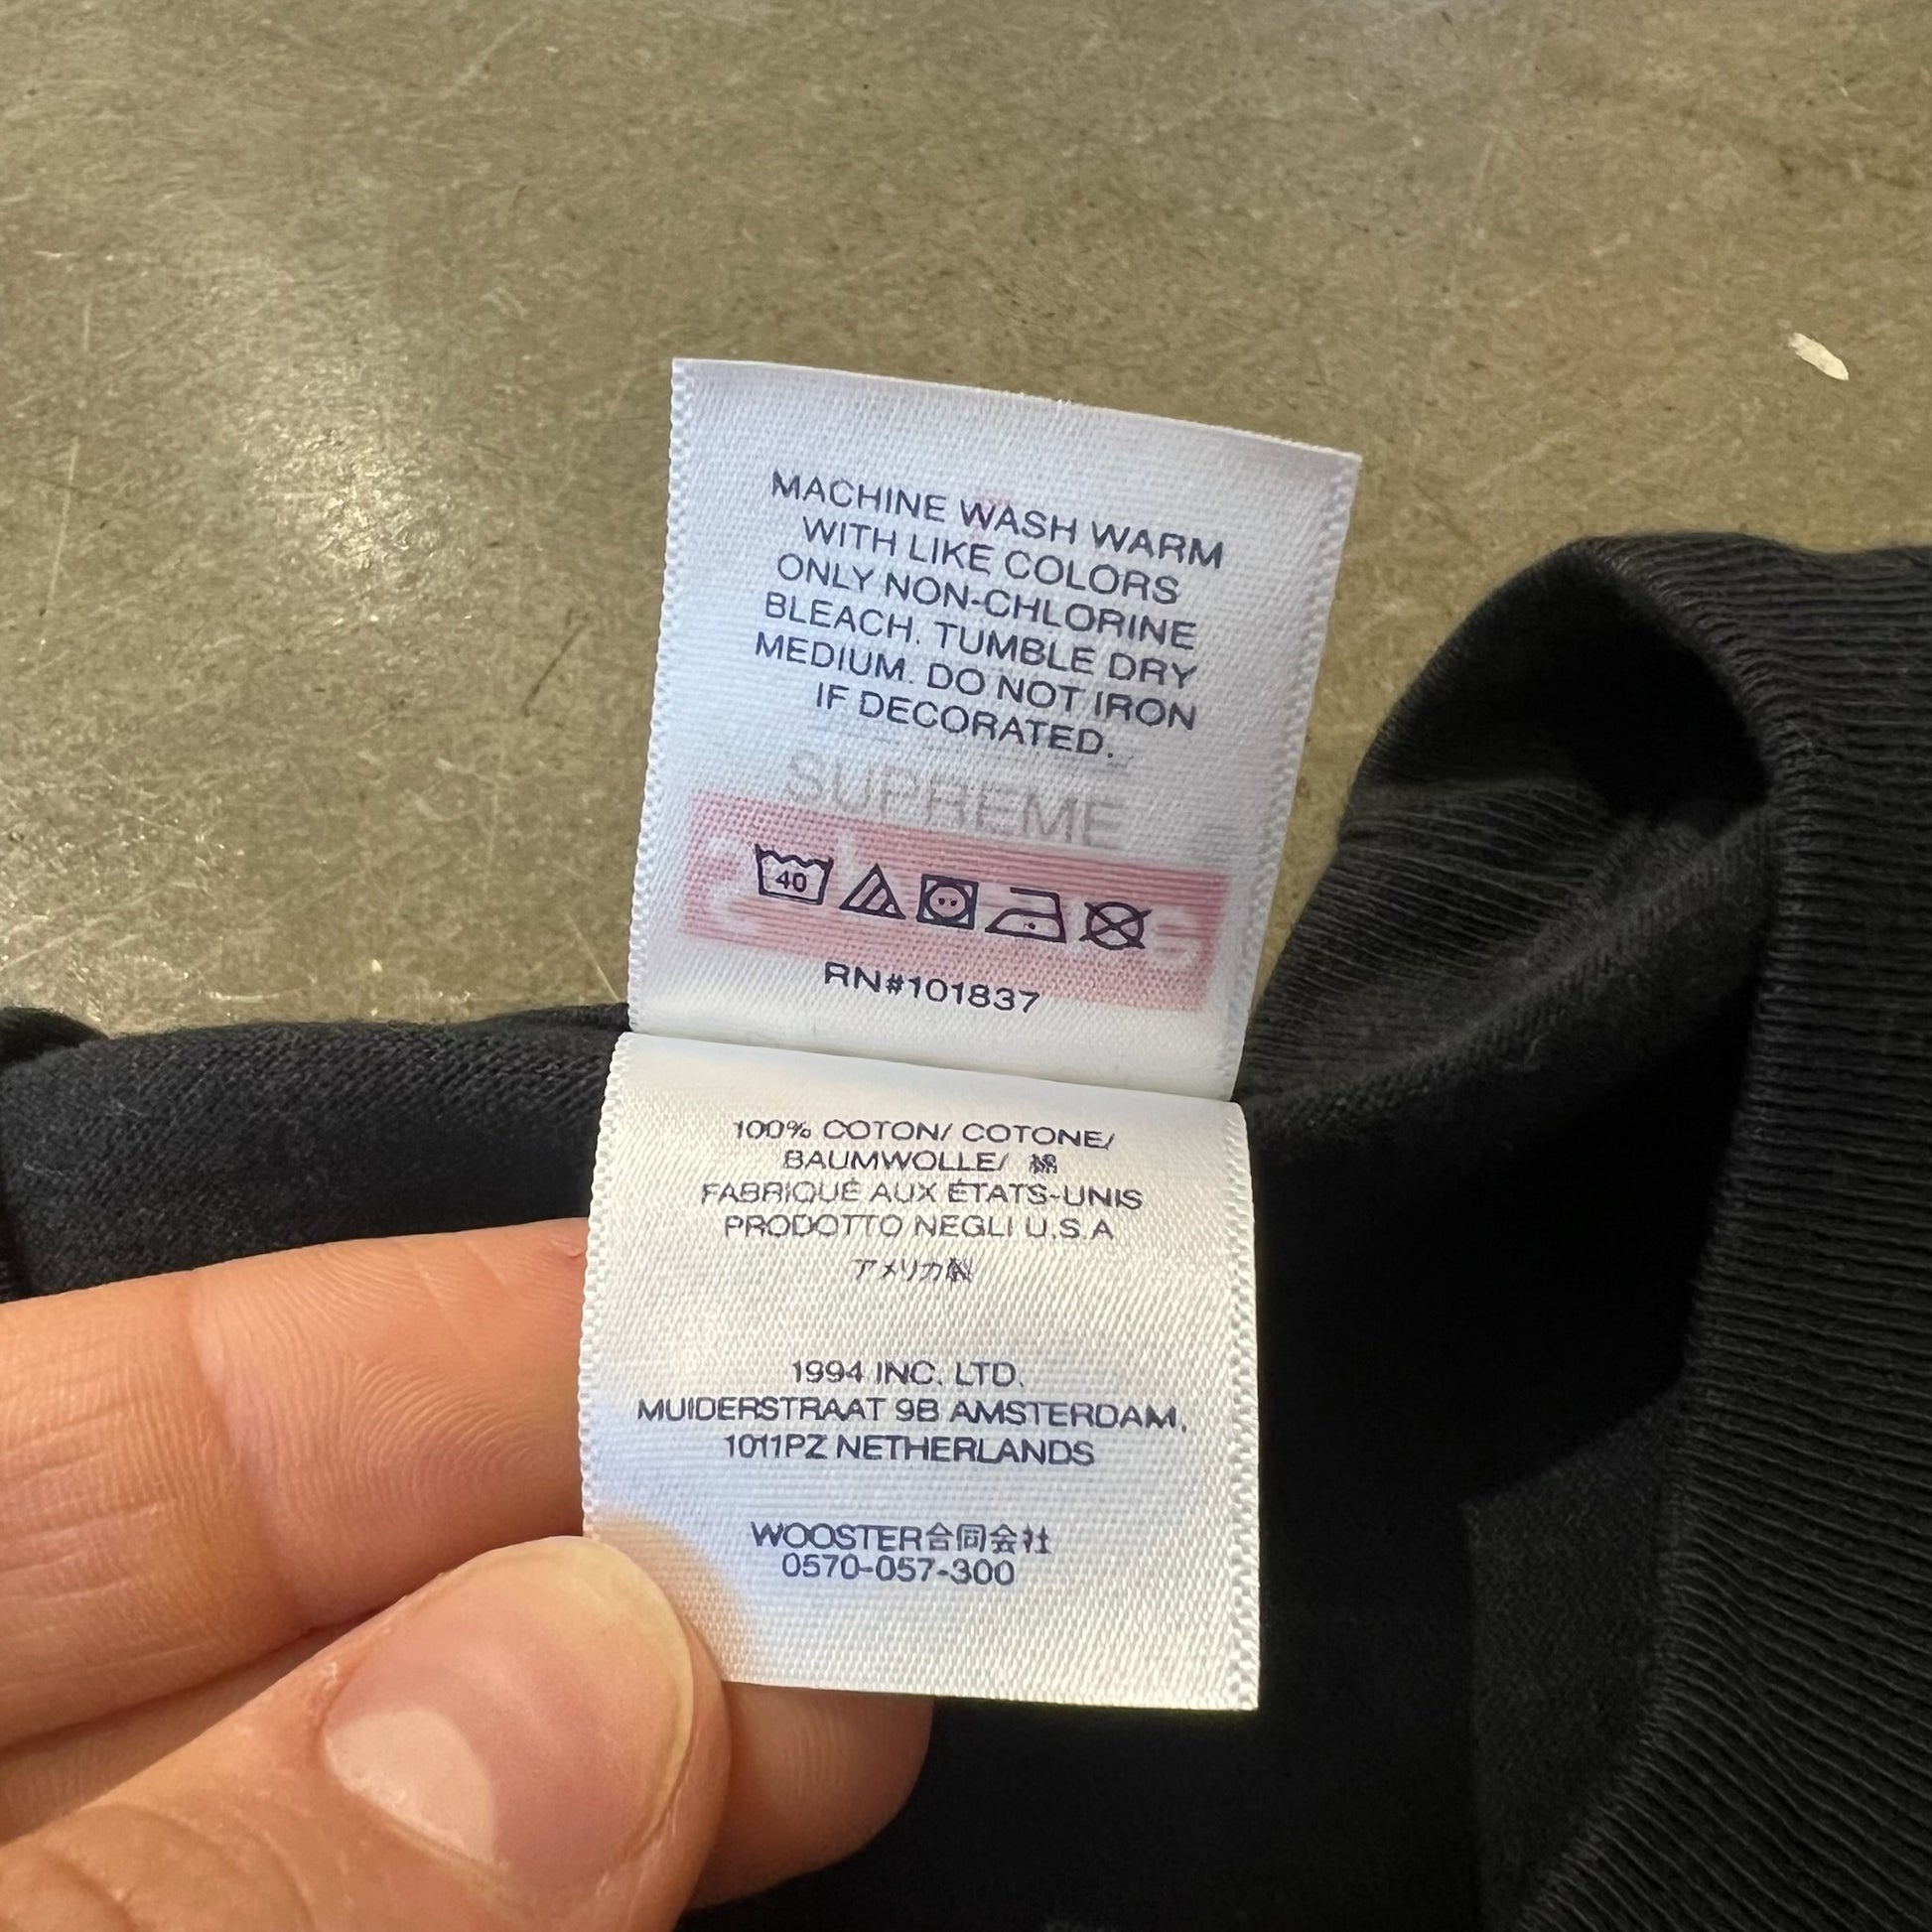 MACHINE WASH WARM
WITH LIKE COLORS
ONLY NON-CHLORINE
BLEACH. TUMBLE DRY
MEDIUM. DO NOT IRON
IF DECORATED.
SUPREME
40
RN#101837
100% COTON/ COTONE/
BAUMWOLLE/ 綿
FABRIQUÉ AUX ÉTATS-UNIS
PRODOTTO NEGLI U.S.A
アメリカ製
1994 INC. LTD.
MUIDERSTRAAT 9B AMSTERDAM,
1011PZ NETHERLANDS
WOOSTER合同会社
0570-057-300